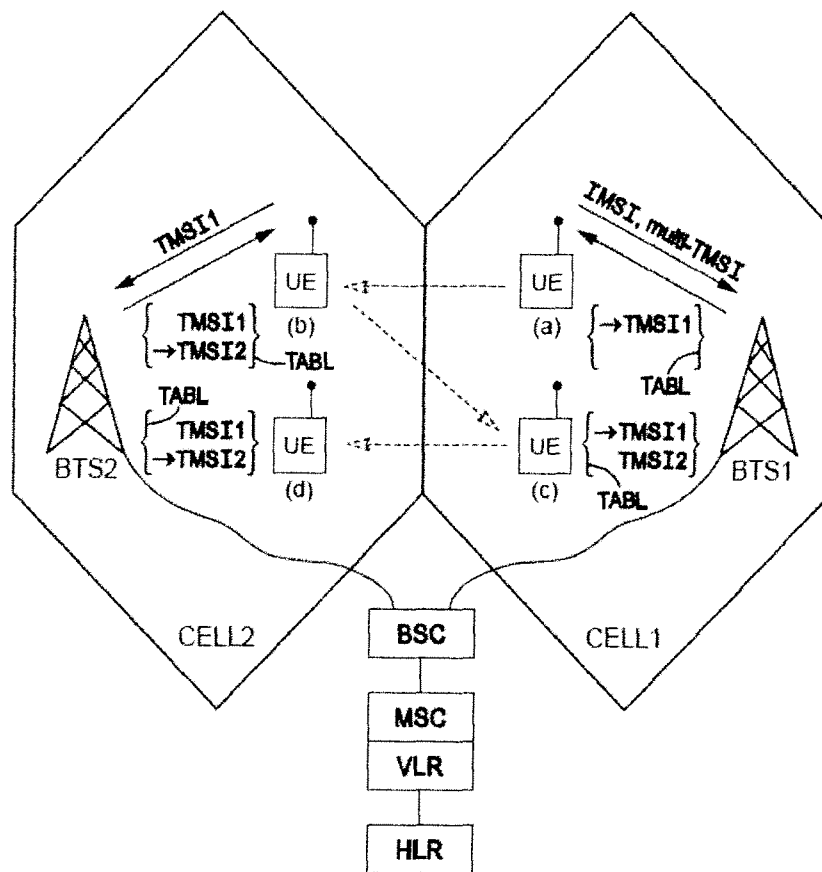 TMSI1
IMSI, multi-TMSI
UE
UE
(b)
(a)
TMSI1
→TMSI2
TABL
→TMSI1
TABL
TABL
TMSI1
→TMSI2
UE
UE
→TMSI1
TMSI2
BTS2
(d)
(c)
TABL
BTS1
CELL2
BSC
CELL1
MSC
VLR
HLR